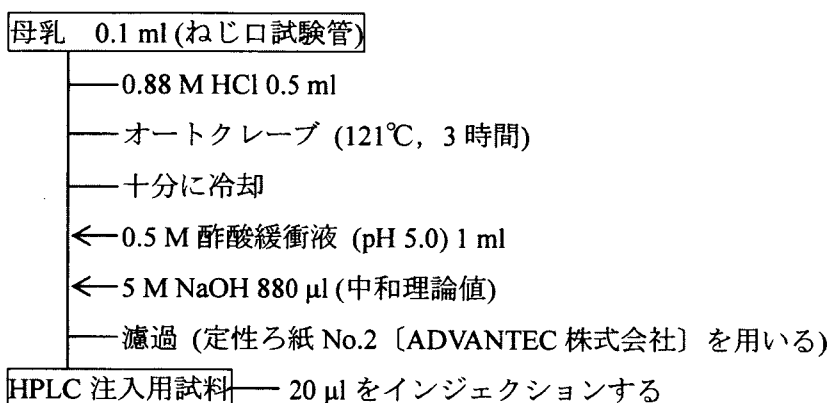 母乳 0.1 ml (ねじ口試験管)
0.88 M HCl 0.5 ml
オートクレーブ (121℃, 3 時間)
十分に冷却
0.5 M 酢酸緩衝液 (pH 5.0) 1 ml
5 M NaOH 880 μl (中和理論値)
濾過 (定性ろ紙 No.2〔ADVANTEC 株式会社〕を用いる)
HPLC 注入用試料 20 μl をインジェクションする